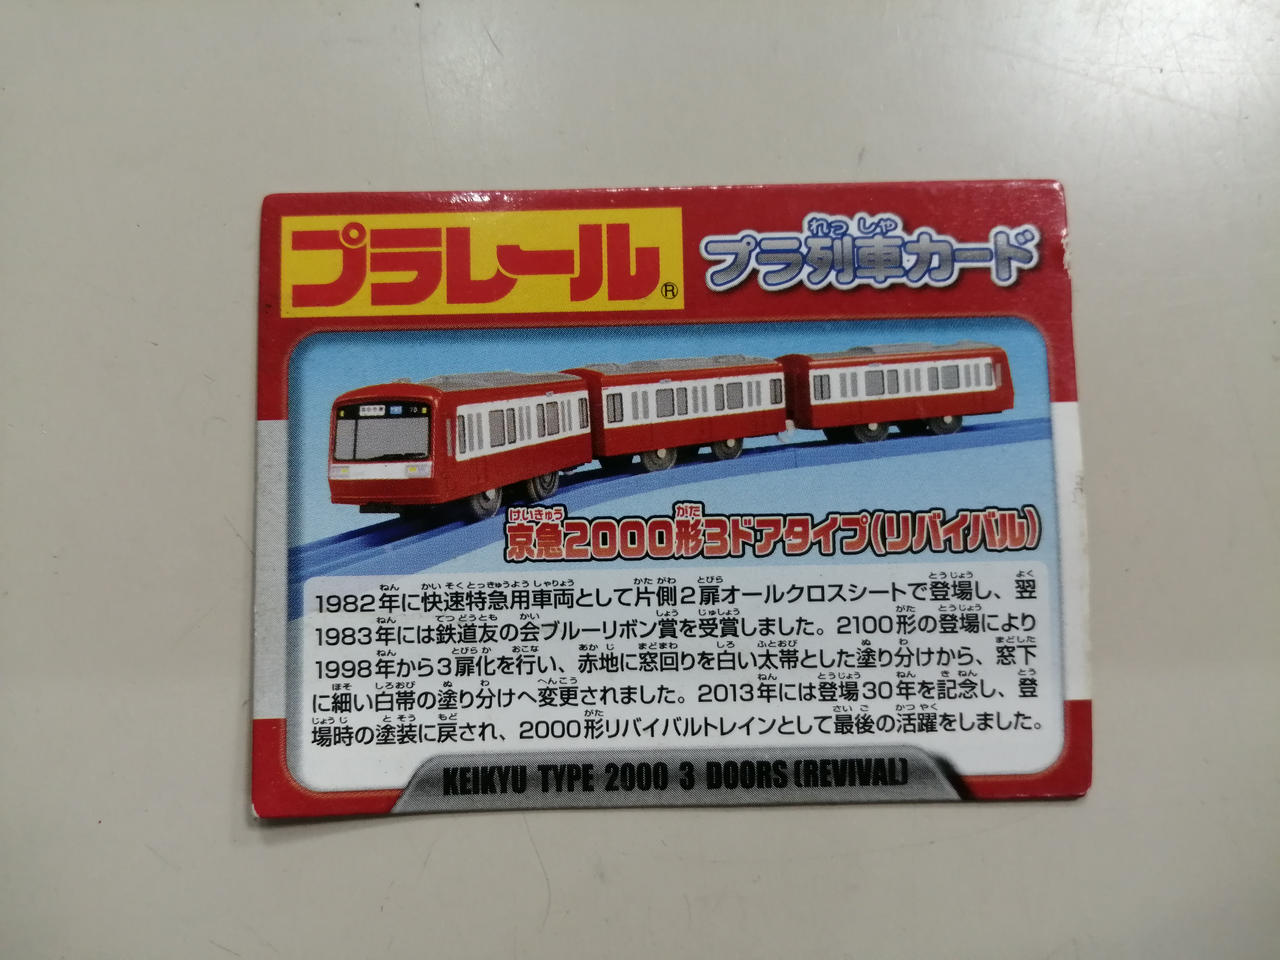 プラレール®
プラ列車カード
京急2000形3ドアタイプ(リバイバル)
1982年に快速特急用車両として片側2扉オールクロスシートで登場し、翌
1983年には鉄道友の会ブルーリボン賞を受賞しました。2100形の登場により
1998年から3扉化を行い、赤地に窓回りを白い太帯とした塗り分けから、窓下
に細い白帯の塗り分けへ変更されました。2013年には登場30年を記念し、登
場時の塗装に戻され、2000形リバイバルトレインとして最後の活躍をしました。
KEIKYU TYPE 2000 3 DOORS (REVIVAL)